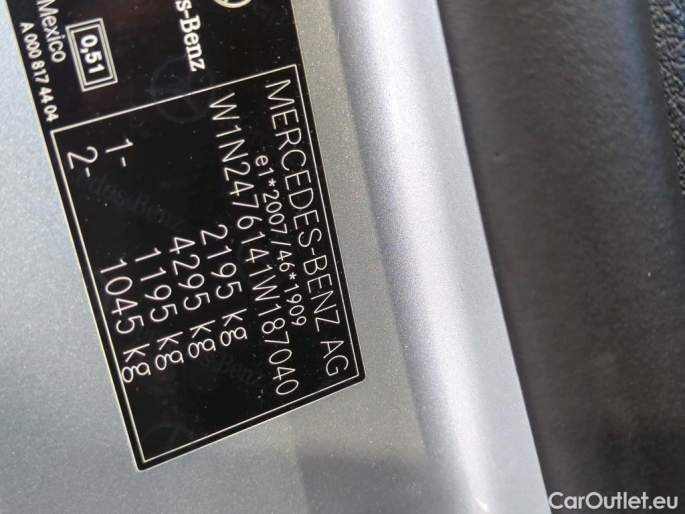 s-Benz
Mexico
0,51
A 000 817 44 04
MERCEDES-BENZ AG
e1*2007/46*1909
W1N2476141W187040
2195 kg
4295 kg
1- 1195 kg
2- 1045 kg
CarOutlet.eu